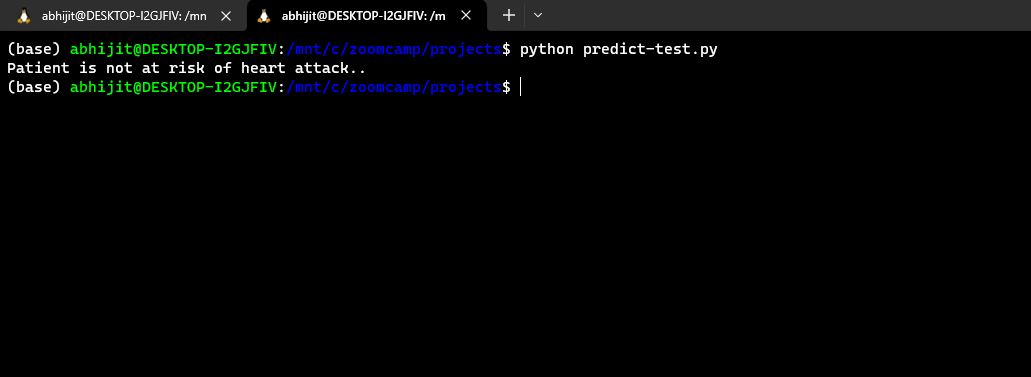 abhijit@DESKTOP-I2GJFIV: /mn
abhijit@DESKTOP-I2GJFIV: /m
(base) abhijit@DESKTOP-I2GJFIV:/mnt/c/zoomcamp/projects$ python predict-test.py
Patient is not at risk of heart attack..
(base) abhijit@DESKTOP-I2GJFIV:/mnt/c/zoomcamp/projects$